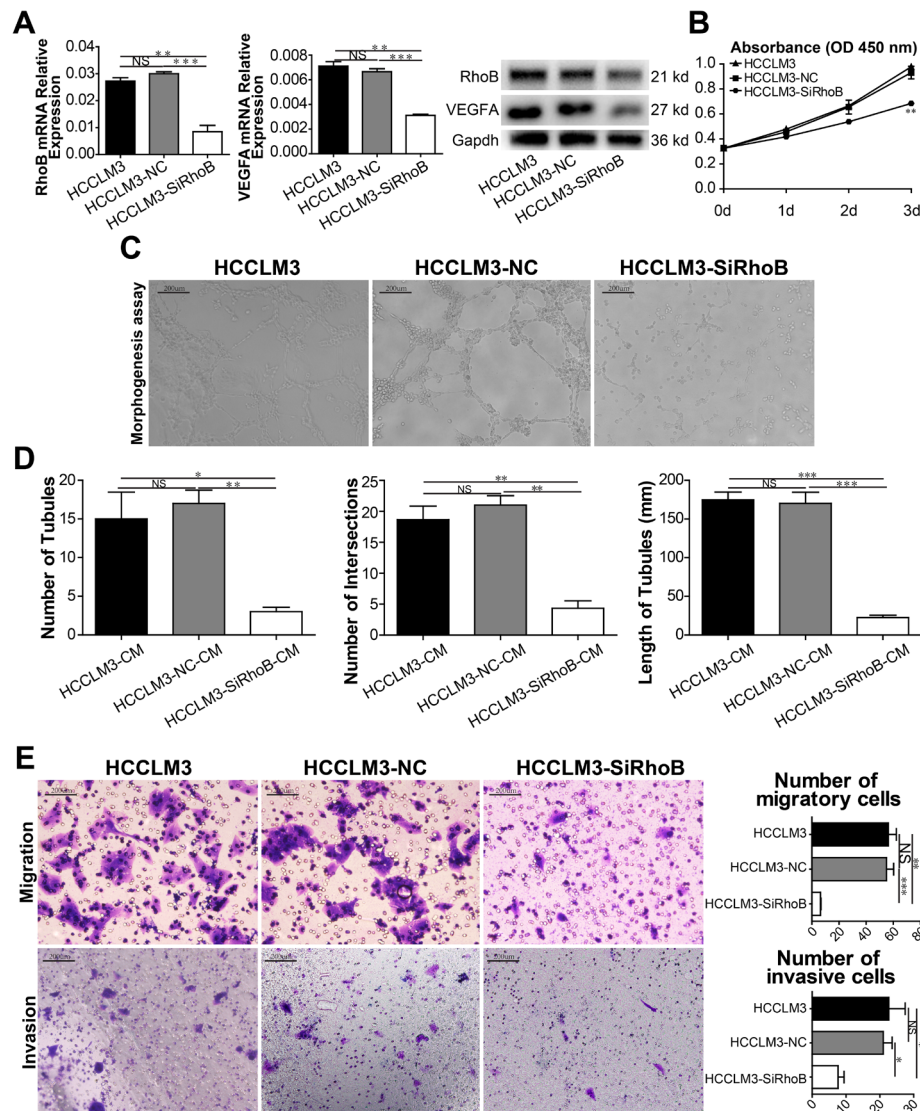 A
RhoB mRNA Relative
Expression
0.03
0.02
0.01
0.00
**
NS
***
HCCLM3
HCCLM3-NC
HCCLM3-SiRhoB
VEGFA mRNA Relative
Expression
0.008
0.006
0.004
0.002
0.000
**
NS
***
HCCLM3
HCCLM3-NC
HCCLM3-SiRhoB
RhoB
21 kd
VEGFA
27 kd
Gapdh
36 kd
HCCLM3
HCCLM3-NC
HCCLM3-SiRhoB
B
Absorbance (OD 450 nm)
HCCLM3
HCCLM3-NC
HCCLM3-SiRhoB
1.0
0.8
0.6
0.4
0.2
0.0
**
0d
1d
2d
3d
C
HCCLM3
HCCLM3-NC
HCCLM3-SiRhoB
Morphogenesis assay
200um
200um
200um
D
Number of Tubules
20
15
10
5
0
*
NS
**
HCCLM3-CM
HCCLM3-NC-CM
HCCLM3-SiRhoB-CM
Number of Intersections
25
20
15
10
5
0
**
NS
**
HCCLM3-CM
HCCLM3-NC-CM
HCCLM3-SiRhoB-CM
Length of Tubules (mm)
200
150
100
50
0
***
NS
***
HCCLM3-CM
HCCLM3-NC-CM
HCCLM3-SiRhoB-CM
E
HCCLM3
HCCLM3-NC
HCCLM3-SiRhoB
Migration
200um
200um
200um
Invasion
200um
200um
200um
Number of
migratory cells
HCCLM3
HCCLM3-NC
HCCLM3-SiRhoB
NS
**
***
0
20
40
60
Number of
invasive cells
HCCLM3
HCCLM3-NC
HCCLM3-SiRhoB
NS
*
0
10
20
30